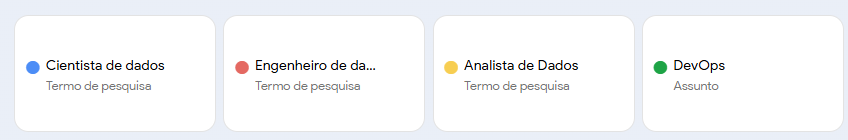 Cientista de dados
Termo de pesquisa
Engenheiro de da...
Termo de pesquisa
Analista de Dados
Termo de pesquisa
DevOps
Assunto